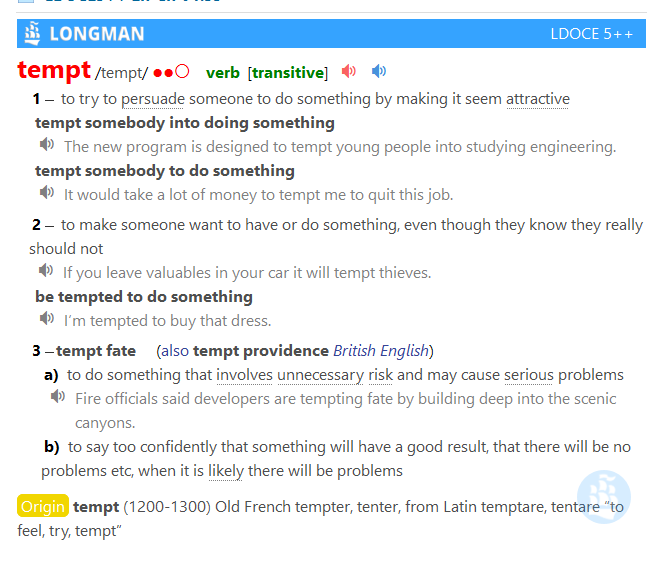 LONGMAN LDOCE 5++
tempt /tempt/ ●●○ verb [transitive]
1 – to try to persuade someone to do something by making it seem attractive
tempt somebody into doing something
The new program is designed to tempt young people into studying engineering.
tempt somebody to do something
It would take a lot of money to tempt me to quit this job.
2 – to make someone want to have or do something, even though they know they really
should not
If you leave valuables in your car it will tempt thieves.
be tempted to do something
I’m tempted to buy that dress.
3 – tempt fate (also tempt providence British English)
a) to do something that involves unnecessary risk and may cause serious problems
Fire officials said developers are tempting fate by building deep into the scenic
canyons.
b) to say too confidently that something will have a good result, that there will be no
problems etc, when it is likely there will be problems
Origin tempt (1200-1300) Old French tempter, tenter, from Latin temptare, tentare “to
feel, try, tempt”